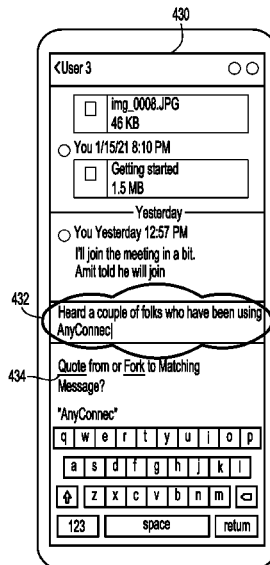 430
<User 3
img_0008.JPG
46 KB
You 1/15/21 8:10 PM
Getting started
1.5 MB
Yesterday
You Yesterday 12:57 PM
I'll join the meeting in a bit.
Amit told he will join
432
Heard a couple of folks who have been using
AnyConnec|
434
Quote from or Fork to Matching
Message?
"AnyConnec"
q w e r t y u i o p
a s d f g h j k l
z x c v b n m
123 space return